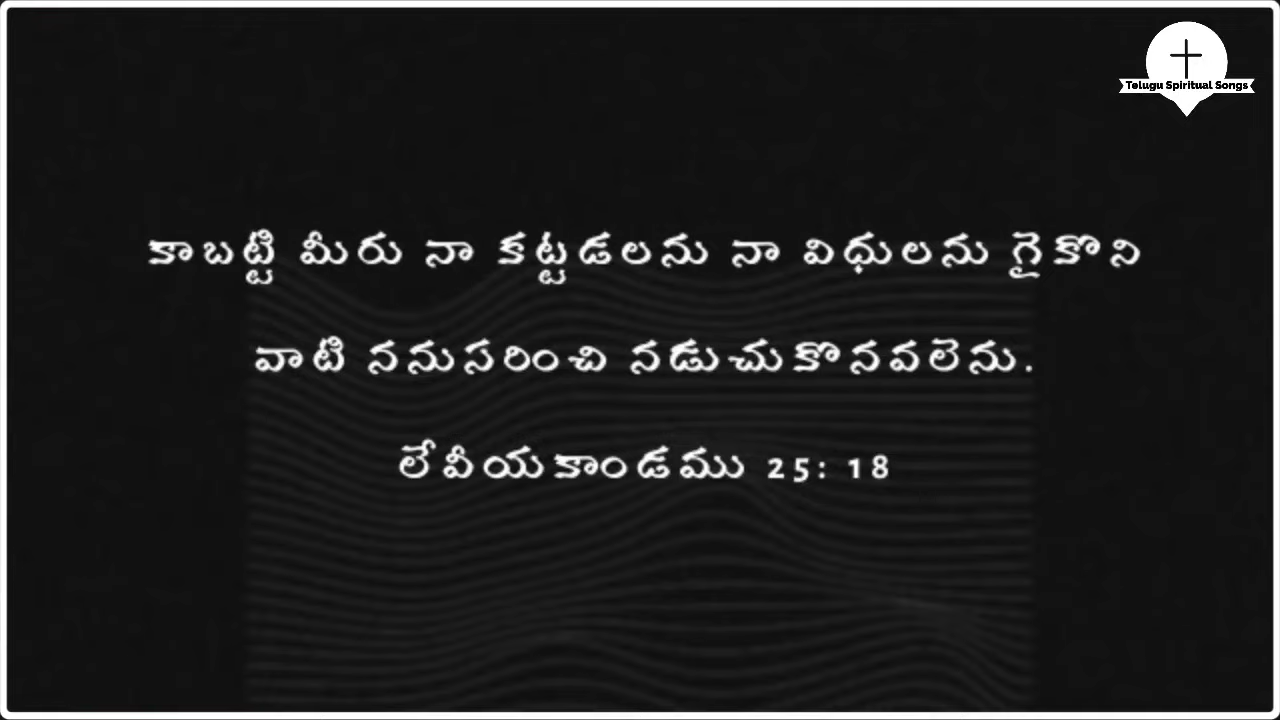 Telugu Spiritual Songs
కాబట్టి మీరు నా కట్టడలను నా విధులను గైకొని
వాటి ననుసరించి నడుచుకొనవలెను.
లేవీయకాండము 25: 18